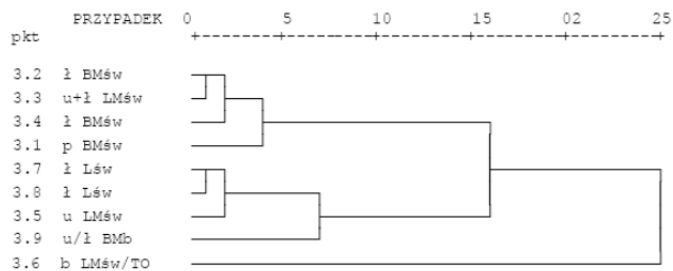 PRZYPADEK 0 5 10 15 02 25
pkt +---------+---------+---------+---------+---------+
3.2 ł BMśw
3.3 u+ł LMśw
3.4 ł BMśw
3.1 p BMśw
3.7 ł Lśw
3.8 ł Lśw
3.5 u LMśw
3.9 u/ł BMb
3.6 b LMśw/TO